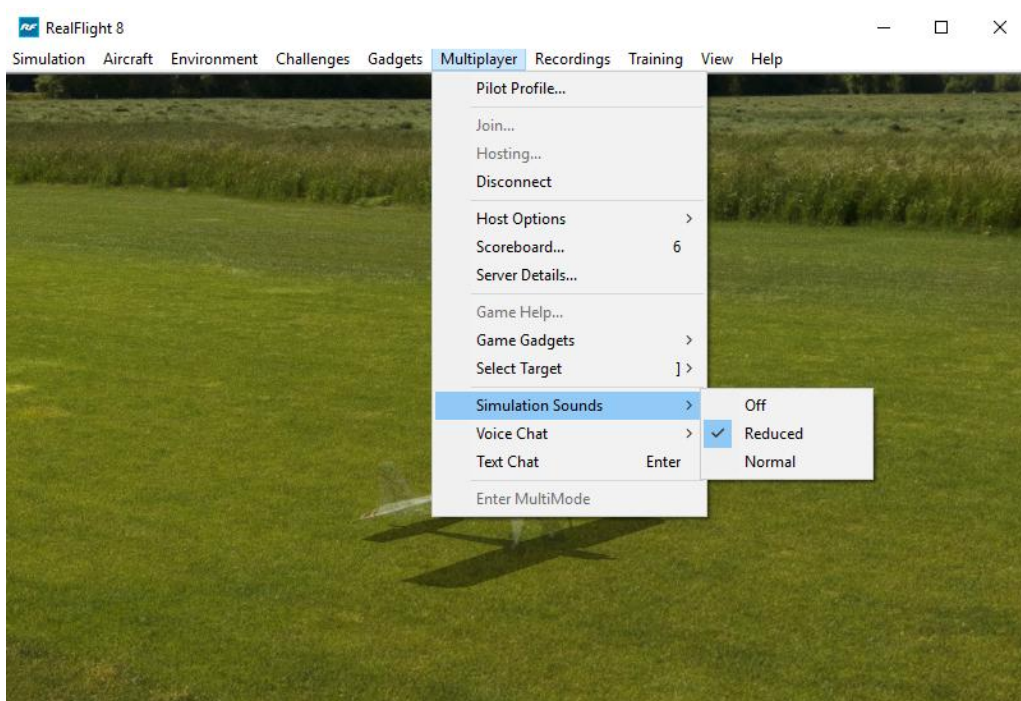 RF RealFlight 8
Simulation Aircraft Environment Challenges Gadgets Multiplayer Recordings Training View Help
Pilot Profile...
Join...
Hosting...
Disconnect
Host Options
Scoreboard... 6
Server Details...
Game Help...
Game Gadgets
Select Target ]
Simulation Sounds
Off
Voice Chat
Reduced
Text Chat Enter
Normal
Enter MultiMode